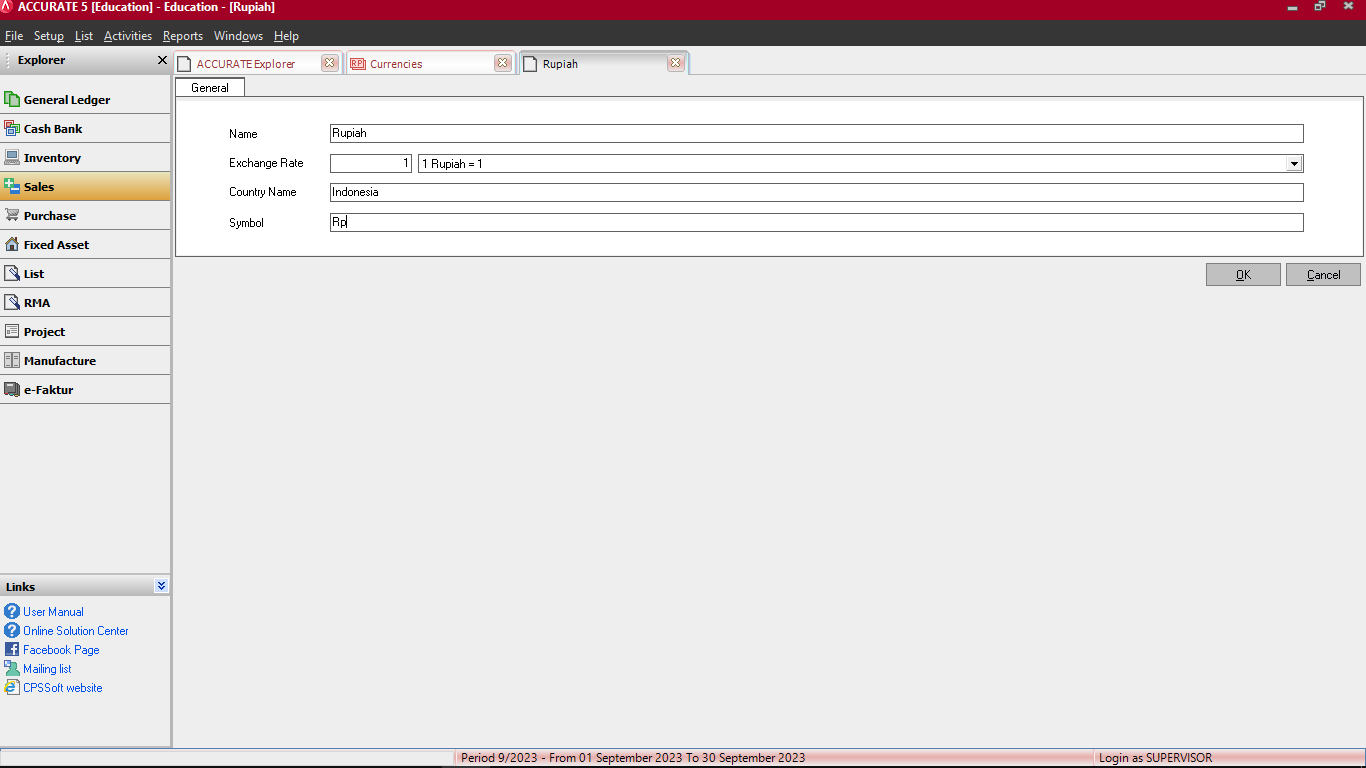 ACCURATE 5 [Education] - Education - [Rupiah]
File Setup List Activities Reports Windows Help
Explorer
ACCURATE Explorer
RP Currencies
Rupiah
General
General Ledger
Cash Bank
Inventory
Sales
Purchase
Fixed Asset
List
RMA
Project
Manufacture
e-Faktur
Name Rupiah
Exchange Rate 1 1 Rupiah = 1
Country Name Indonesia
Symbol Rp
OK Cancel
Links
User Manual
Online Solution Center
Facebook Page
Mailing list
CPSSoft website
Period 9/2023 - From 01 September 2023 To 30 September 2023
Login as SUPERVISOR